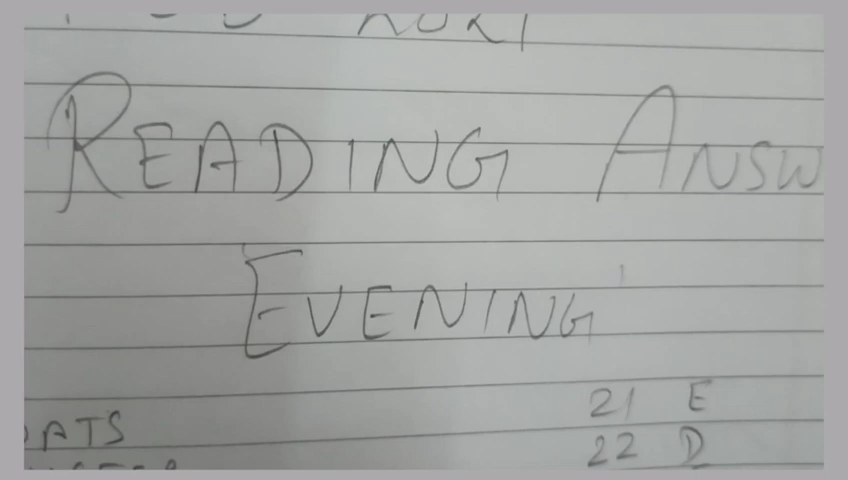 READING ANSW
EVENING
21 E
ATS
22 D